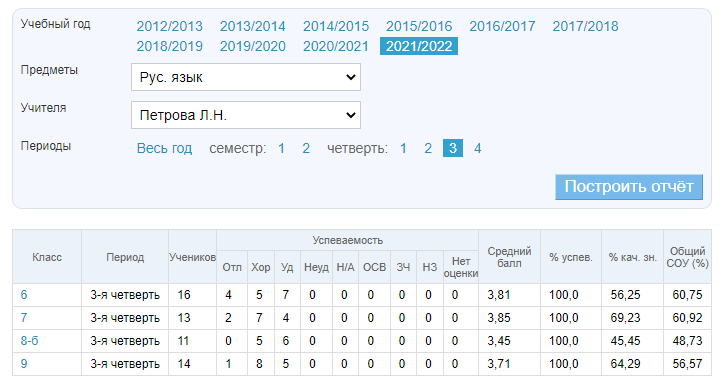 Учебный год 2012/2013 2013/2014 2014/2015 2015/2016 2016/2017 2017/2018
2018/2019 2019/2020 2020/2021 2021/2022
Предметы Рус. язык
Учителя Петрова Л.Н.
Периоды Весь год семестр: 1 2 четверть: 1 2 3 4
Построить отчёт
Класс Период Учеников Успеваемость Средний балл % успев. % кач. зн. Общий СОУ (%)
Отл Хор Уд Неуд Н/А ОСВ ЗЧ НЗ Нет оценки
6 3-я четверть 16 4 5 7 0 0 0 0 0 0 3,81 100,0 56,25 60,75
7 3-я четверть 13 2 7 4 0 0 0 0 0 0 3,85 100,0 69,23 60,92
8-б 3-я четверть 11 0 5 6 0 0 0 0 0 0 3,45 100,0 45,45 48,73
9 3-я четверть 14 1 8 5 0 0 0 0 0 0 3,71 100,0 64,29 56,57